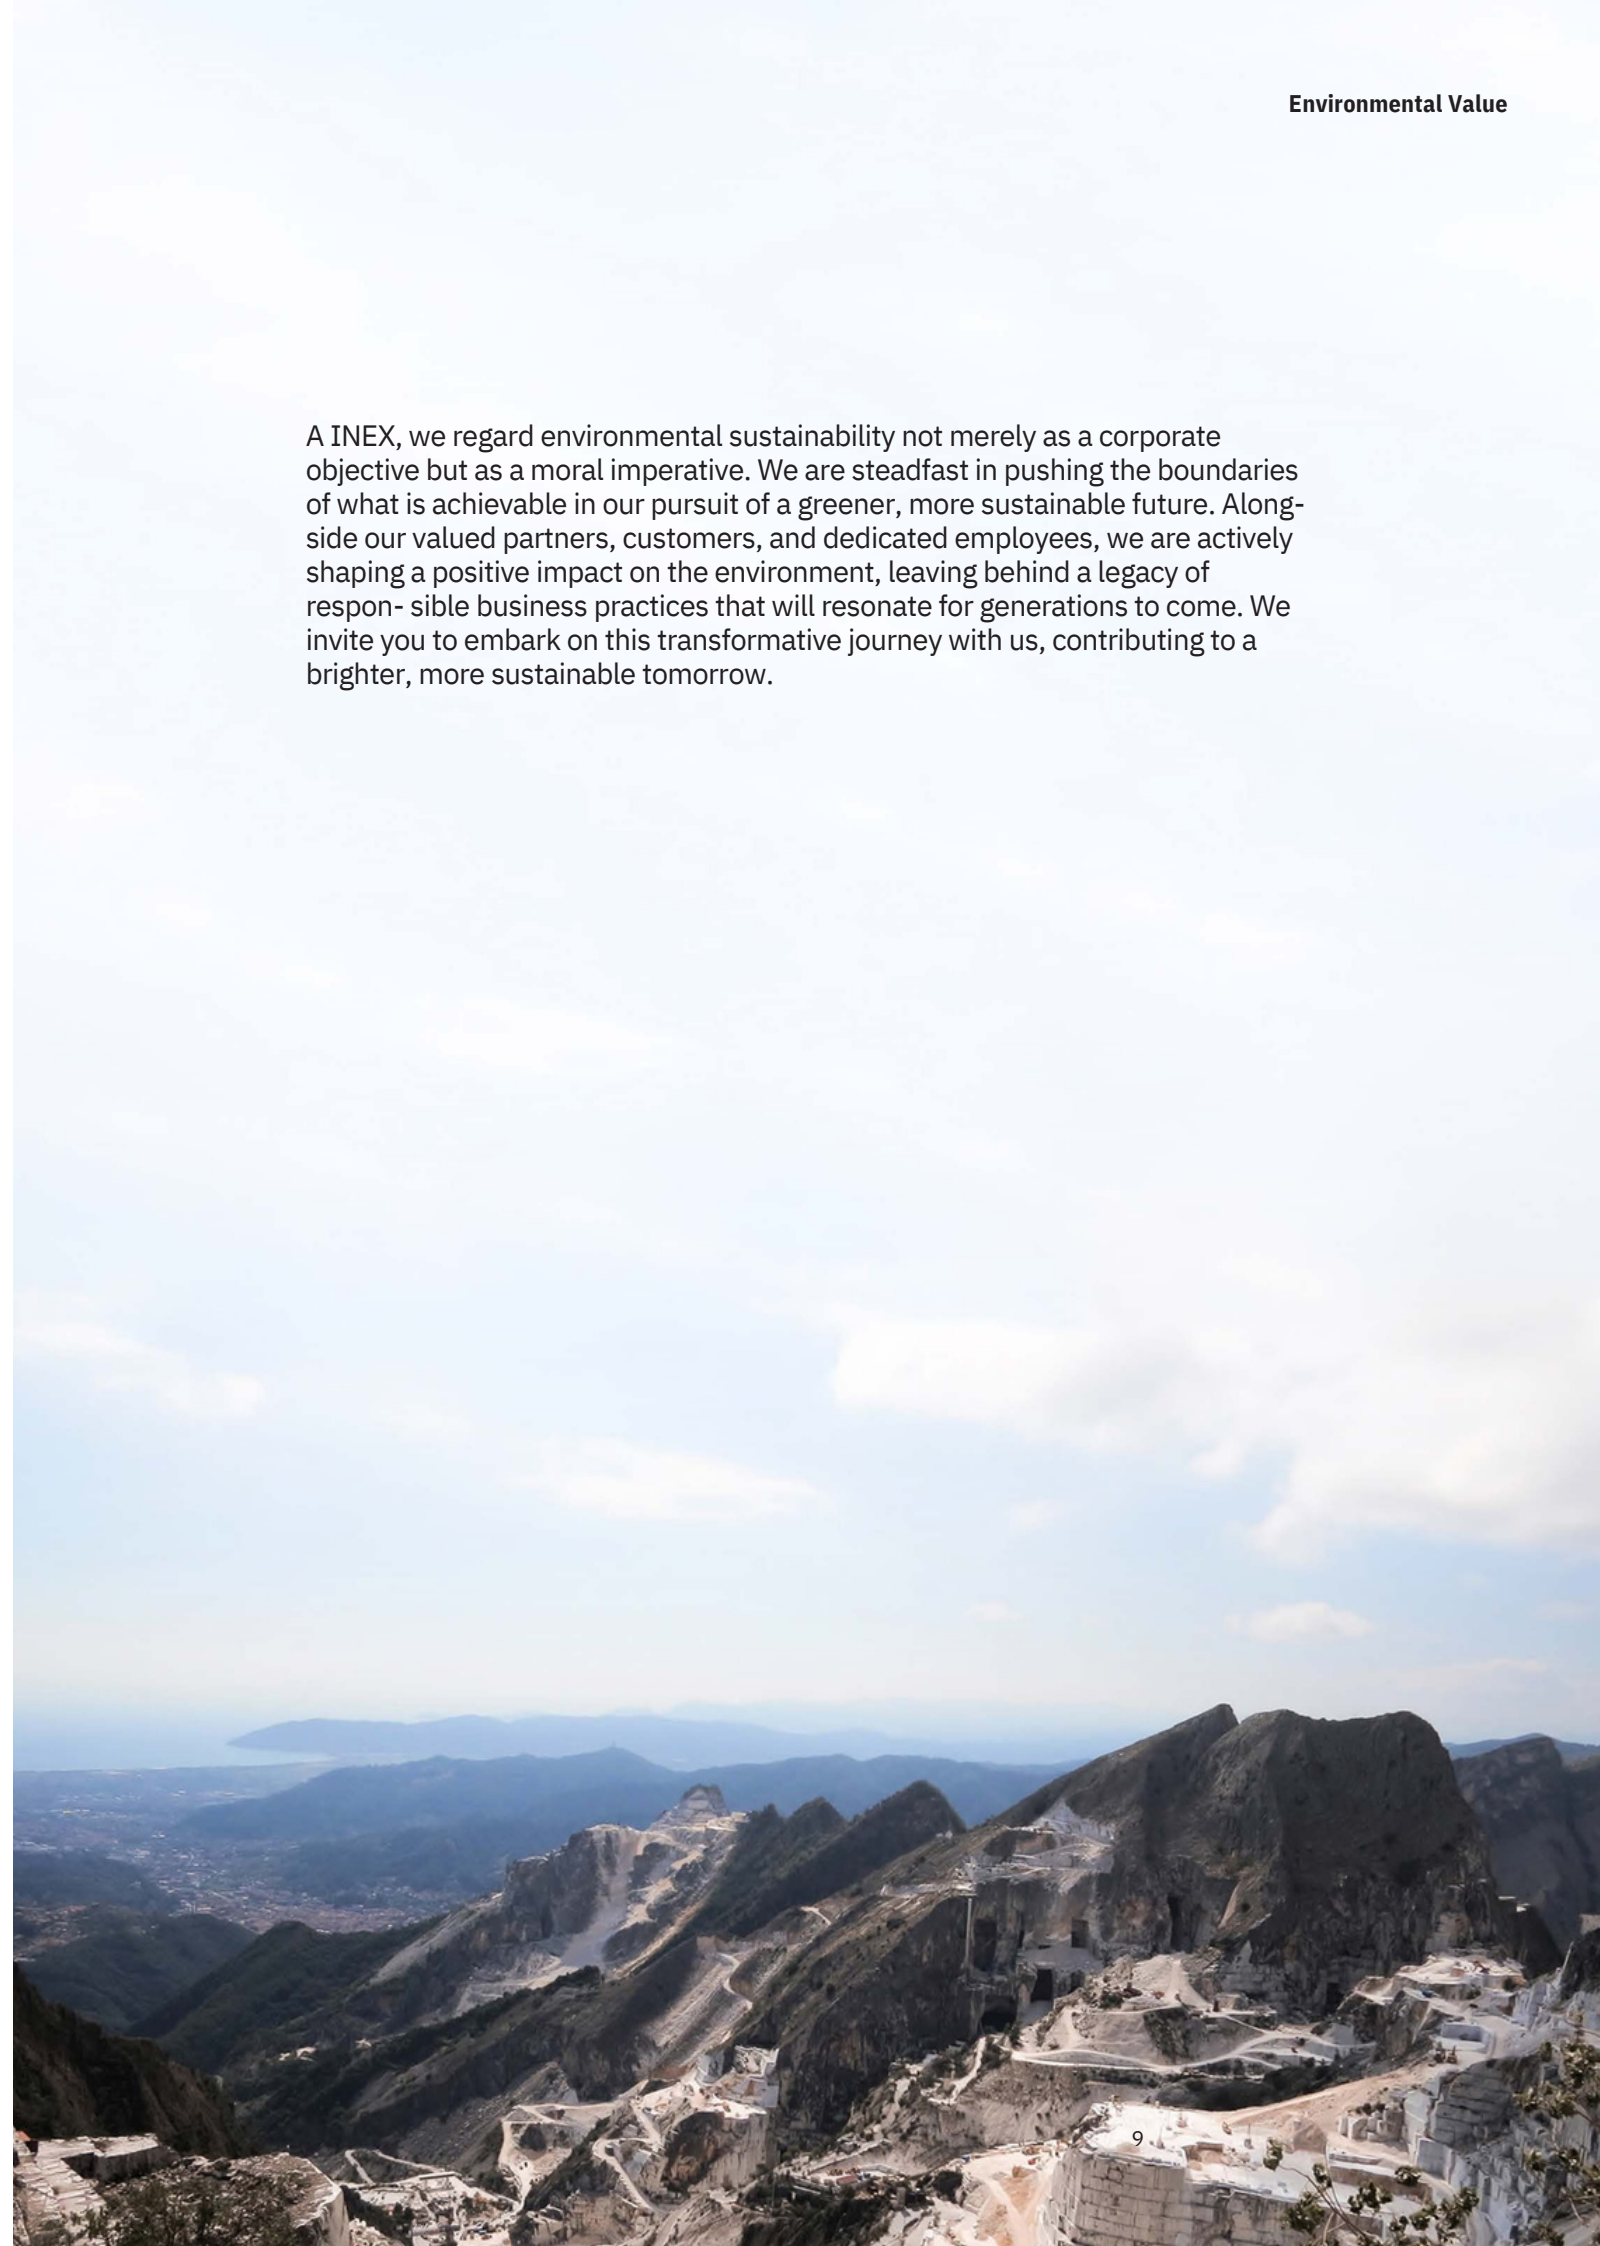 Environmental Value
A INEX, we regard environmental sustainability not merely as a corporate
objective but as a moral imperative. We are steadfast in pushing the boundaries
of what is achievable in our pursuit of a greener, more sustainable future. Along-
side our valued partners, customers, and dedicated employees, we are actively
shaping a positive impact on the environment, leaving behind a legacy of
respon- sible business practices that will resonate for generations to come. We
invite you to embark on this transformative journey with us, contributing to a
brighter, more sustainable tomorrow.
9